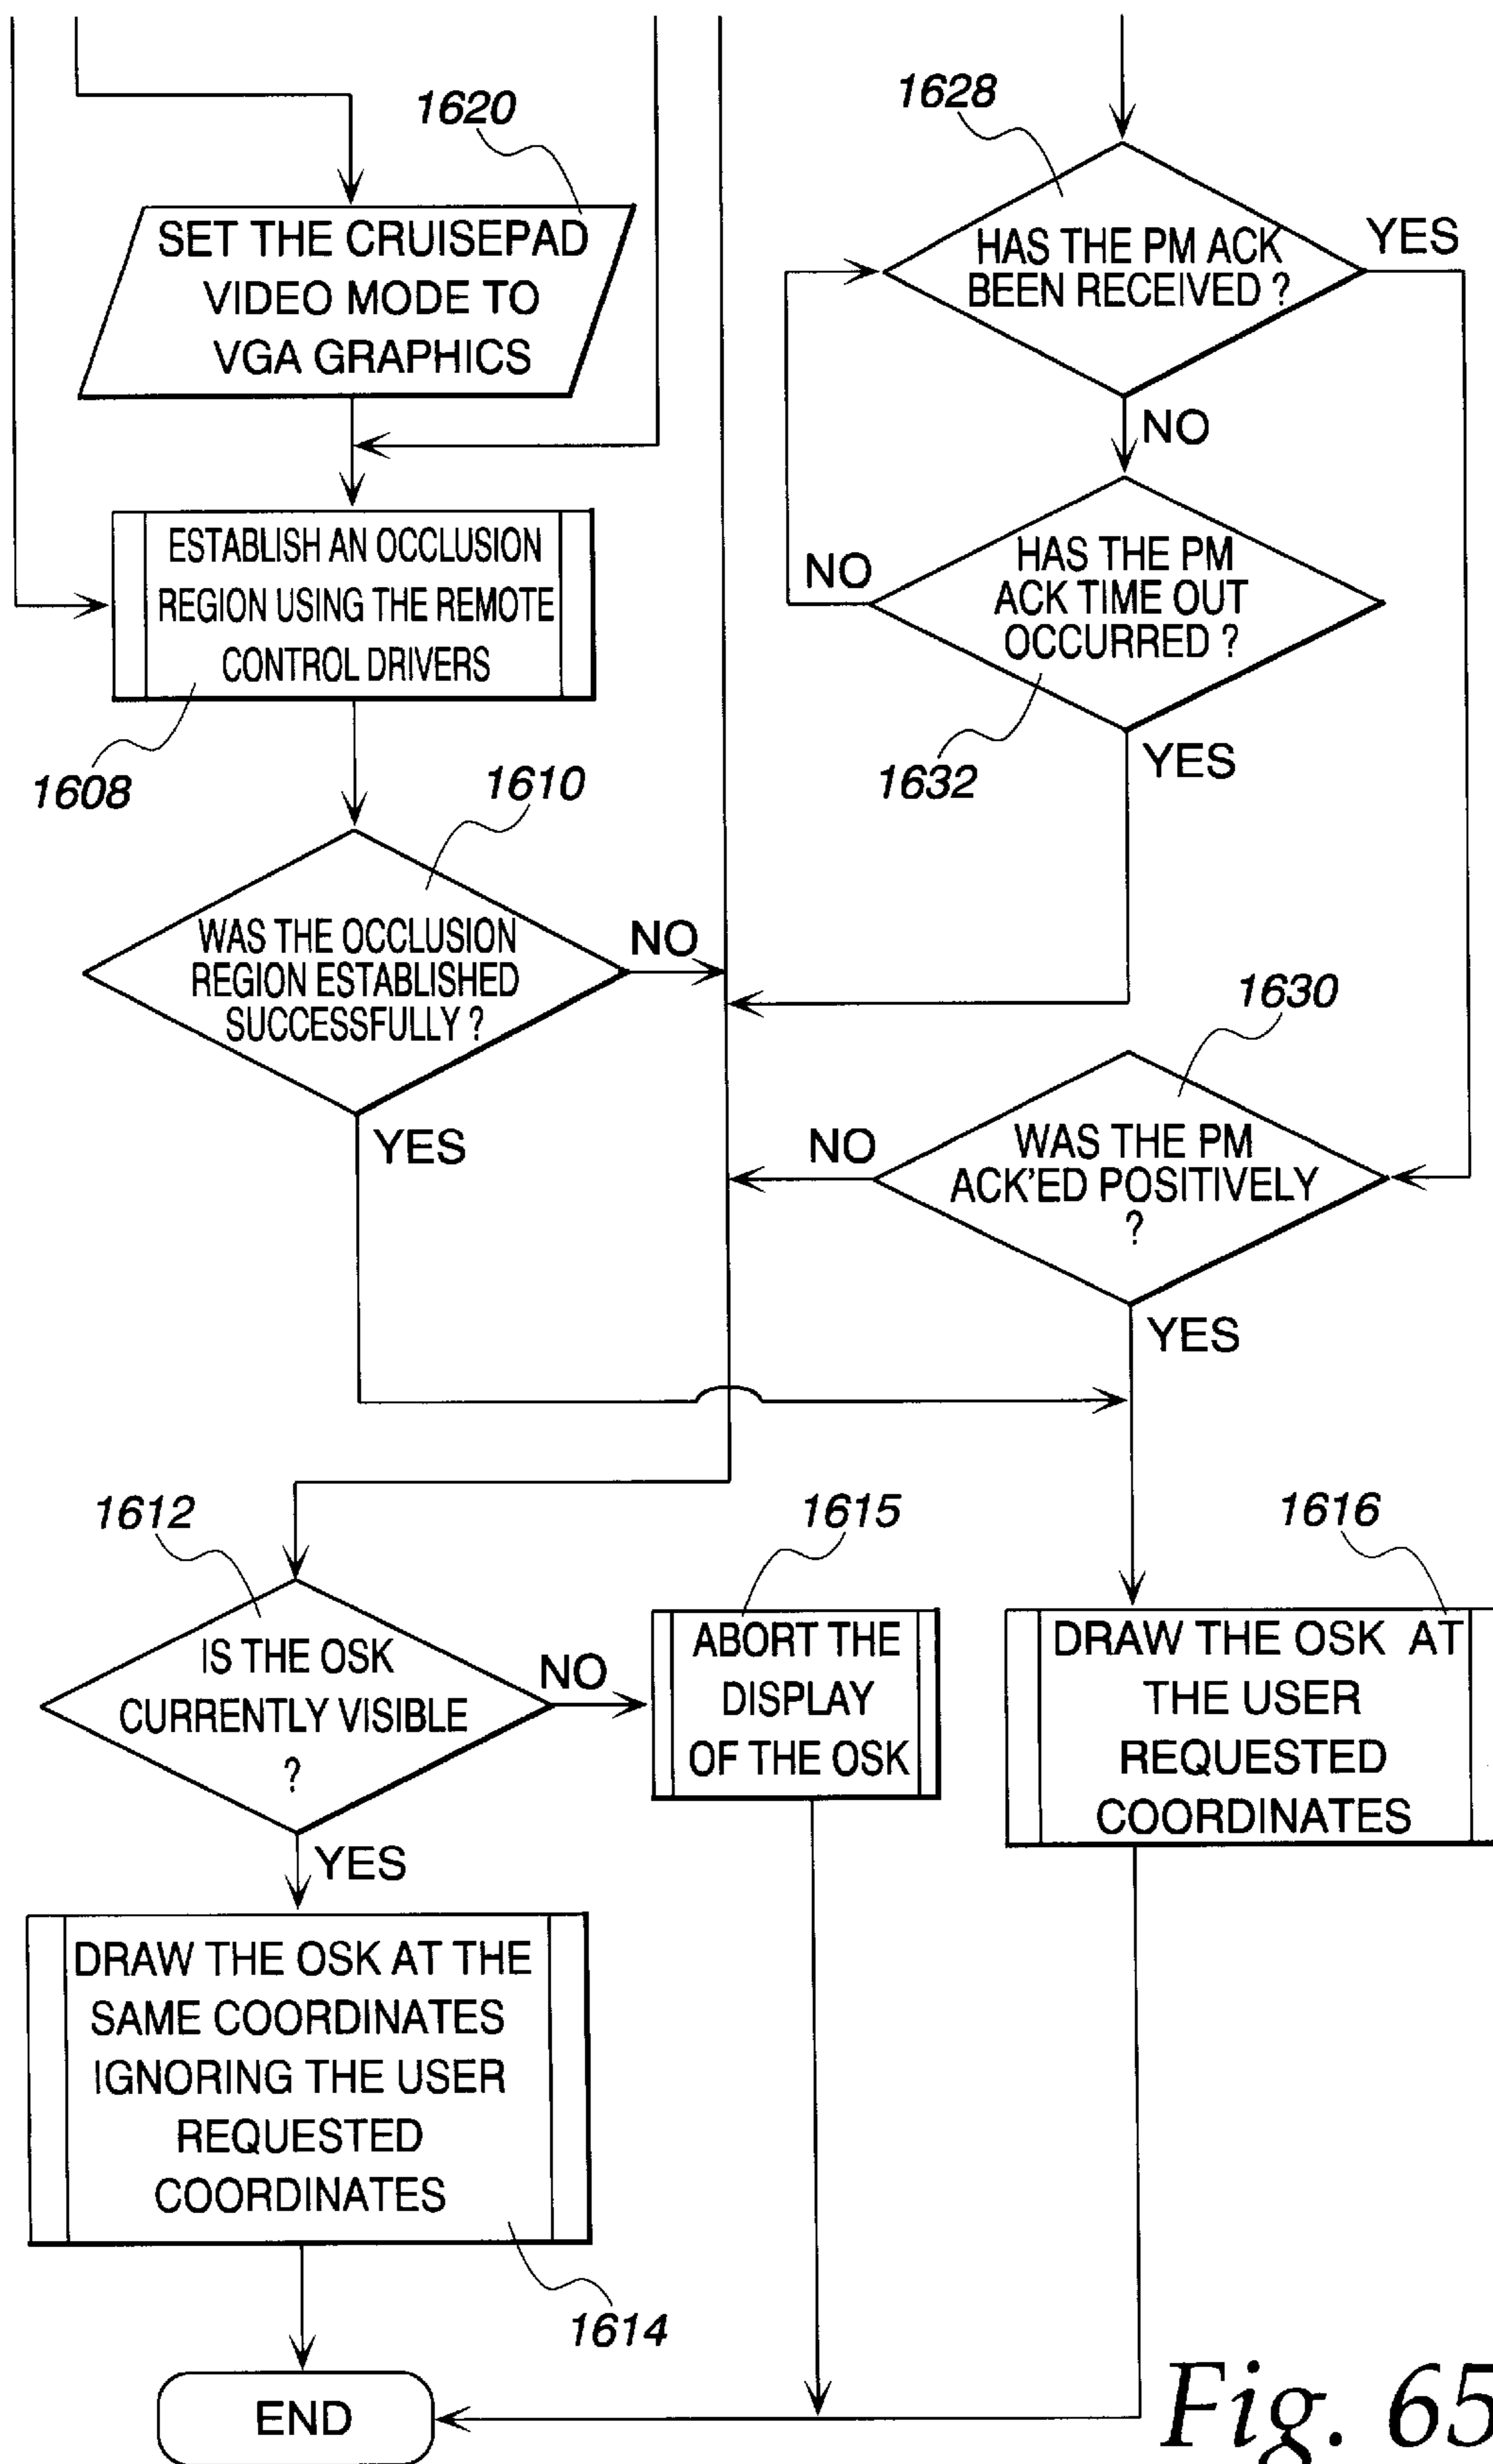 1620
SET THE CRUISEPAD
VIDEO MODE TO
VGA GRAPHICS
1628
HAS THE PM ACK
BEEN RECEIVED ?
YES
NO
ESTABLISH AN OCCLUSION
REGION USING THE REMOTE
CONTROL DRIVERS
1608
NO
HAS THE PM
ACK TIME OUT
OCCURRED ?
1632
YES
1610
WAS THE OCCLUSION
REGION ESTABLISHED
SUCCESSFULLY ?
NO
YES
1630
NO
WAS THE PM
ACK'ED POSITIVELY
?
YES
1612
IS THE OSK
CURRENTLY VISIBLE
?
NO
YES
1615
ABORT THE
DISPLAY
OF THE OSK
1616
DRAW THE OSK AT
THE USER
REQUESTED
COORDINATES
DRAW THE OSK AT THE
SAME COORDINATES
IGNORING THE USER
REQUESTED
COORDINATES
1614
END
Fig. 65